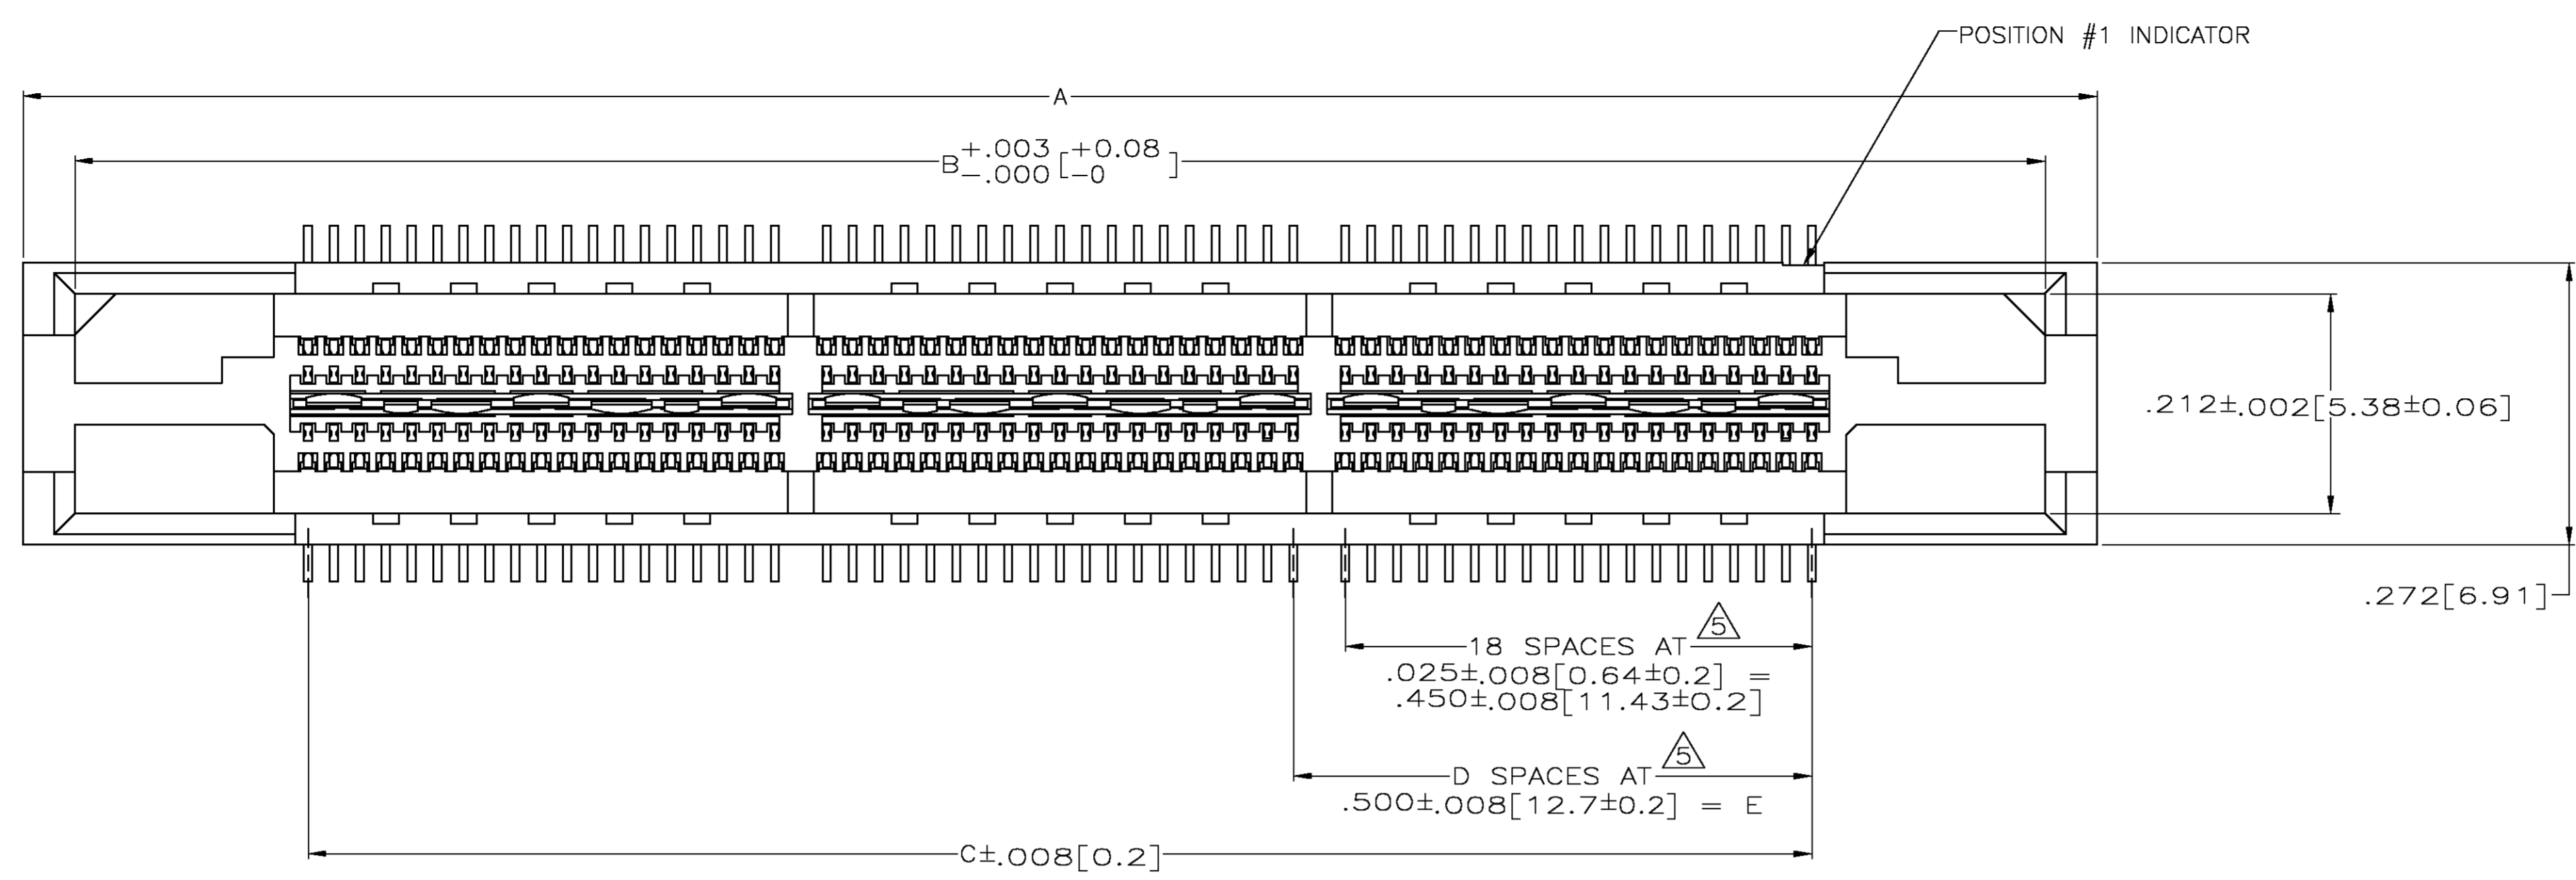 POSITION #1 INDICATOR
A
B+.003 -.000 [+0.08 -0]
.212±.002[5.38±0.06]
.272[6.91]
5
18 SPACES AT
.025±.008[0.64±0.2] =
.450±.008[11.43±0.2]
5
D SPACES AT
.500±.008[12.7±0.2] = E
C±.008[0.2]